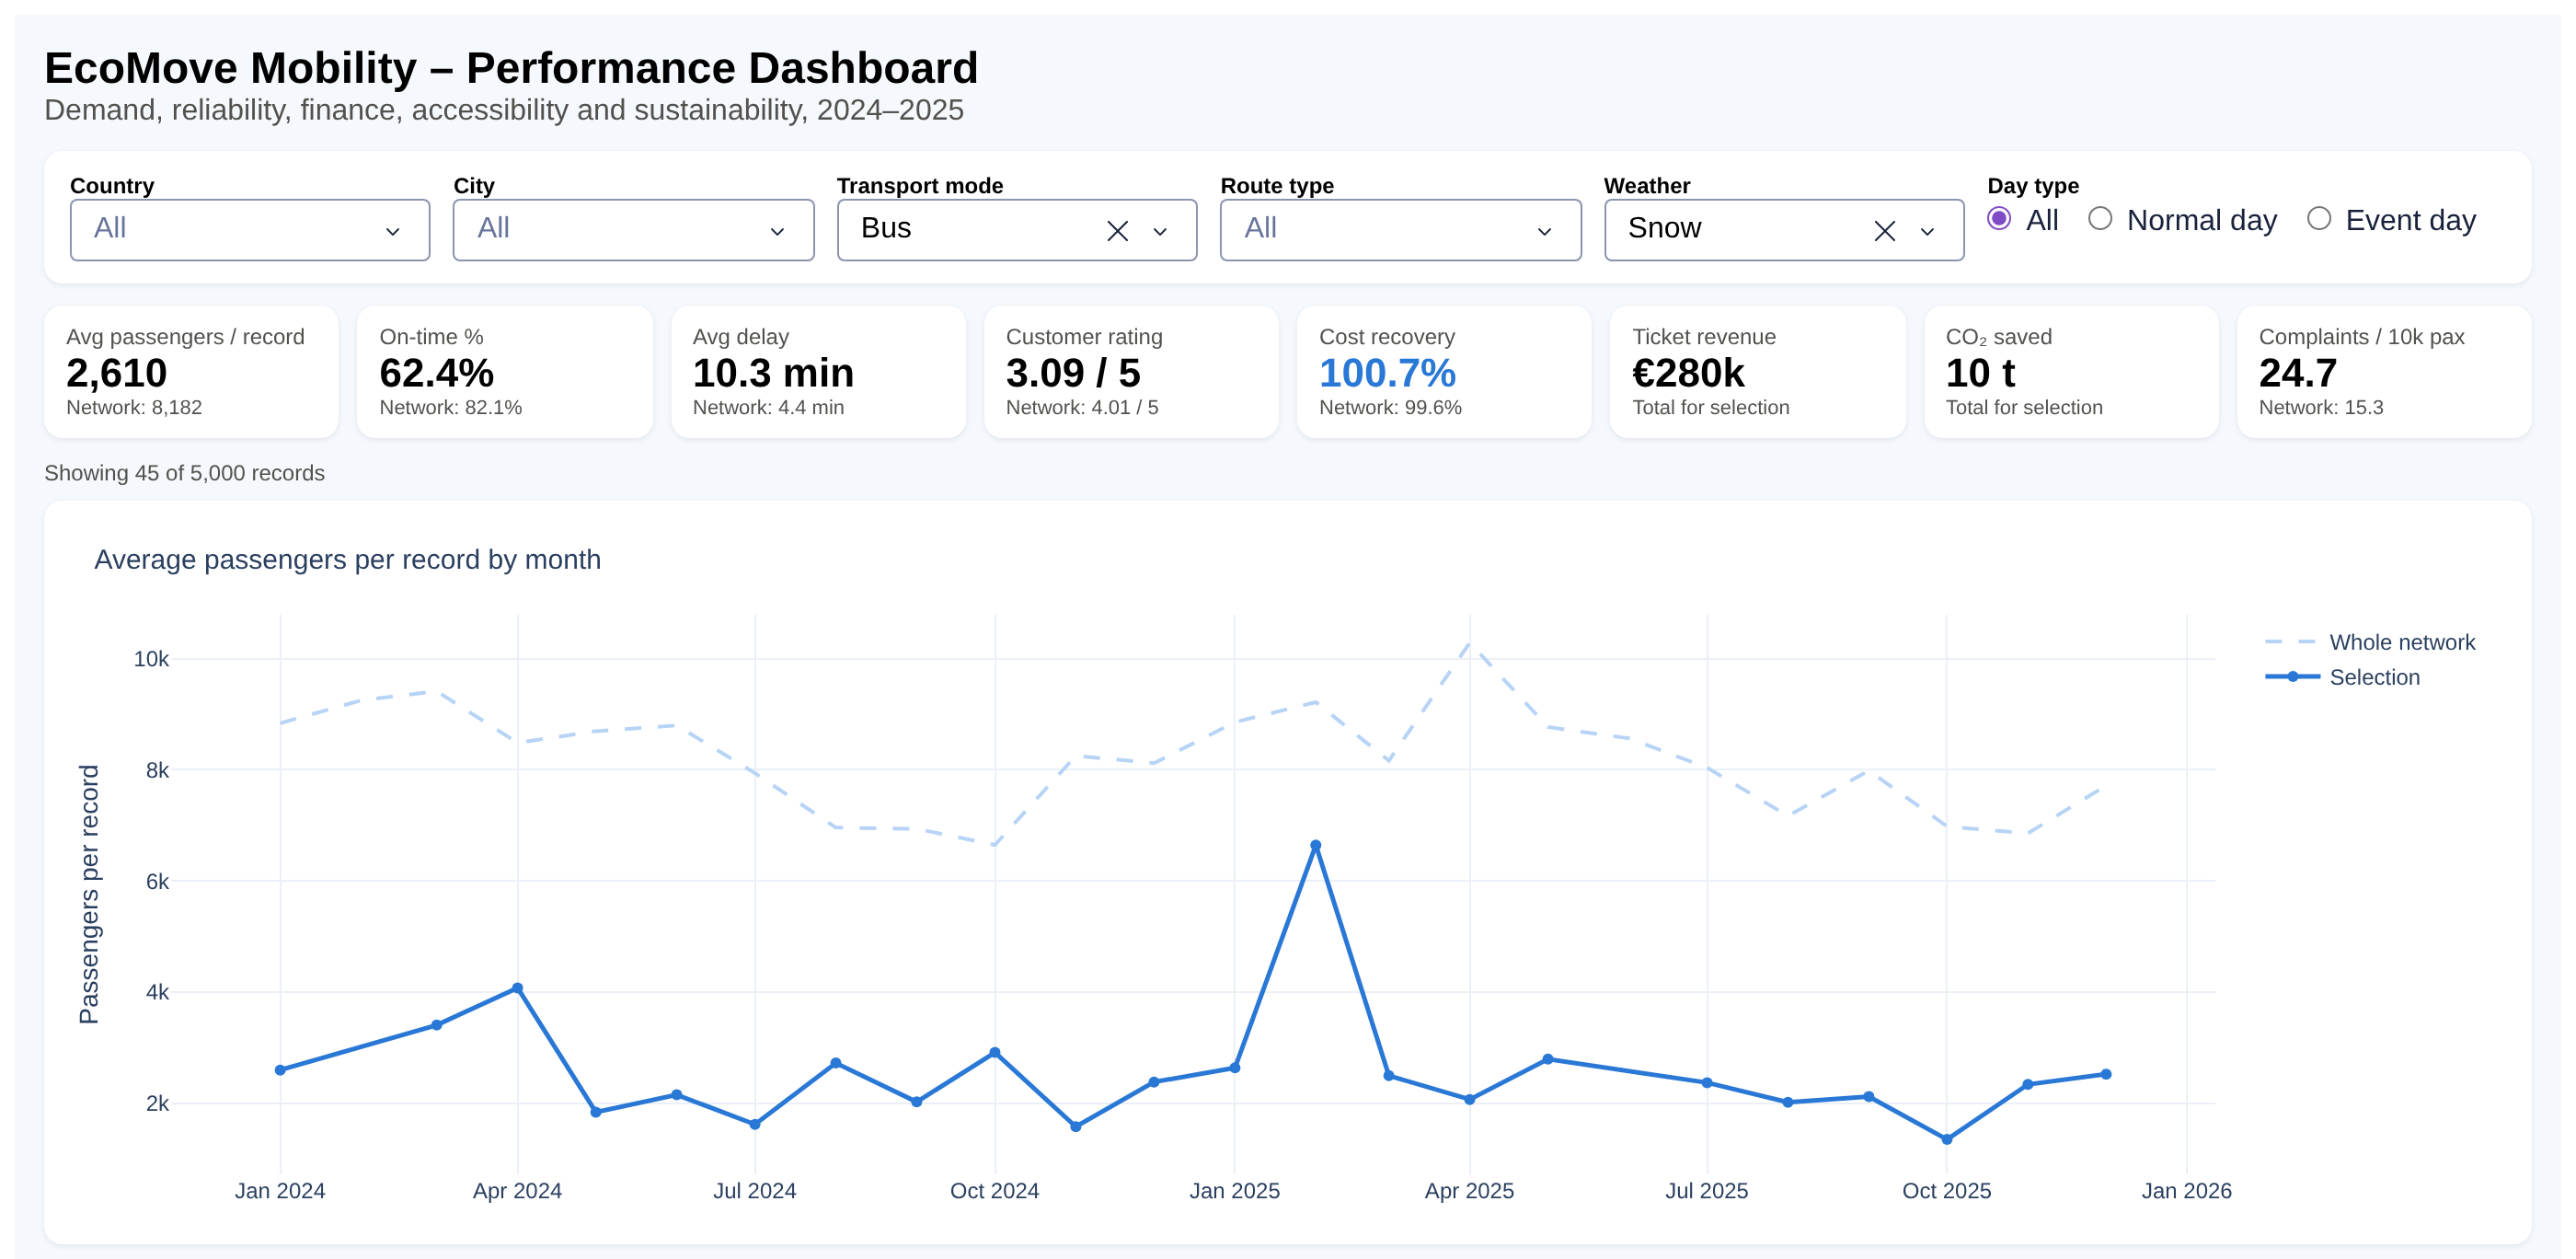 EcoMove Mobility – Performance Dashboard
Demand, reliability, finance, accessibility and sustainability, 2024–2025
Country City Transport mode Route type Weather Day type
All All Bus All Snow All Normal day Event day
Avg passengers / record On-time % Avg delay Customer rating Cost recovery Ticket revenue CO₂ saved Complaints / 10k pax
2,610 62.4% 10.3 min 3.09 / 5 100.7% €280k 10 t 24.7
Network: 8,182 Network: 82.1% Network: 4.4 min Network: 4.01 / 5 Network: 99.6% Total for selection Total for selection Network: 15.3
Showing 45 of 5,000 records
Average passengers per record by month
Whole network
Selection
Passengers per record
10k
8k
6k
4k
2k
Jan 2024 Apr 2024 Jul 2024 Oct 2024 Jan 2025 Apr 2025 Jul 2025 Oct 2025 Jan 2026